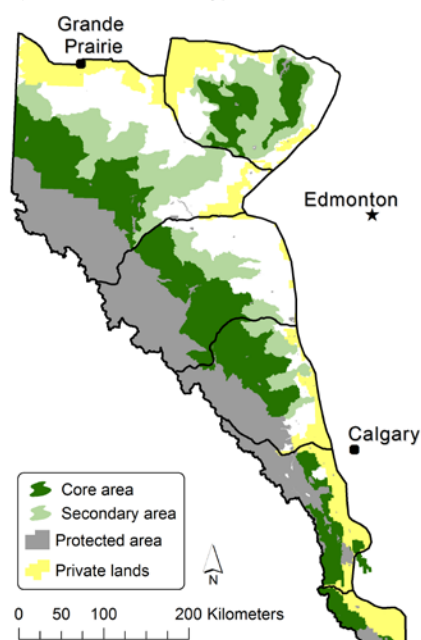 Grande
Prairie
Edmonton
Calgary
Core area
Secondary area
Protected area
Private lands
N
0 50 100 200 Kilometers